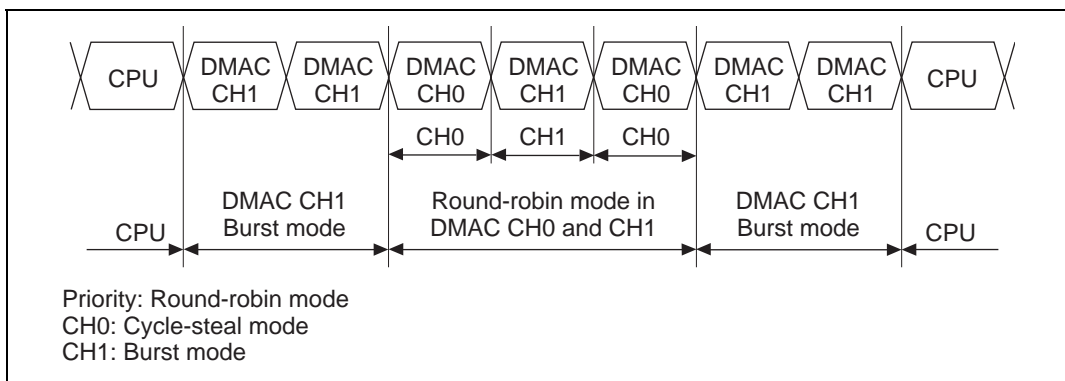 CPU DMAC CH1 DMAC CH1 DMAC CH0 DMAC CH1 DMAC CH0 DMAC CH1 DMAC CH1 CPU
CH0 CH1 CH0
CPU DMAC CH1 Burst mode Round-robin mode in DMAC CH0 and CH1 DMAC CH1 Burst mode CPU
Priority: Round-robin mode
CH0: Cycle-steal mode
CH1: Burst mode